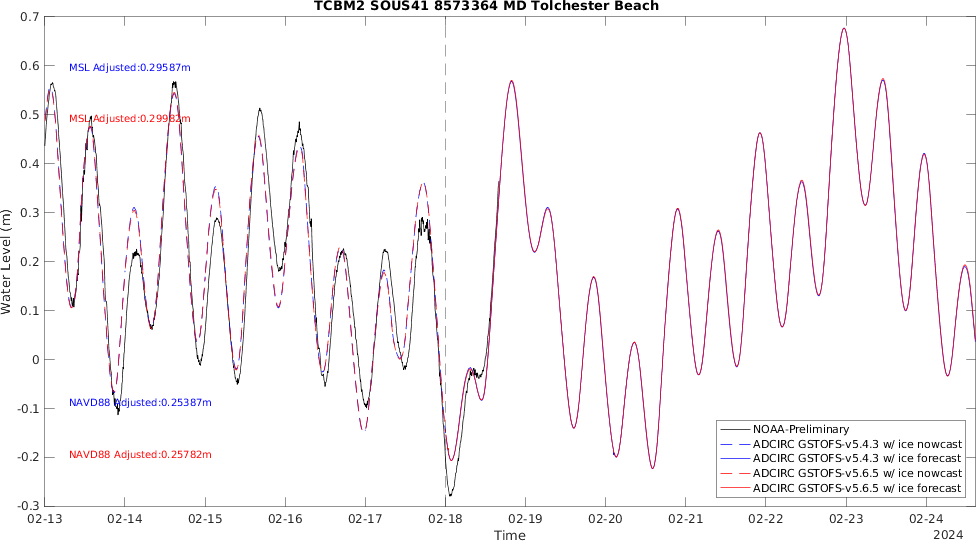 TCBM2 SOUS41 8573364 MD Tolchester Beach
0.7
0.6
0.5
0.4
0.3
0.2
0.1
0
-0.1
-0.2
-0.3
Water Level (m)
MSL Adjusted:0.29587m
MSL Adjusted:0.29982m
NAVD88 Adjusted:0.25387m
NAVD88 Adjusted:0.25782m
NOAA-Preliminary
ADCIRC GSTOFS-v5.4.3 w/ ice nowcast
ADCIRC GSTOFS-v5.4.3 w/ ice forecast
ADCIRC GSTOFS-v5.6.5 w/ ice nowcast
ADCIRC GSTOFS-v5.6.5 w/ ice forecast
02-13 02-14 02-15 02-16 02-17 02-18 02-19 02-20 02-21 02-22 02-23 02-24
Time
2024